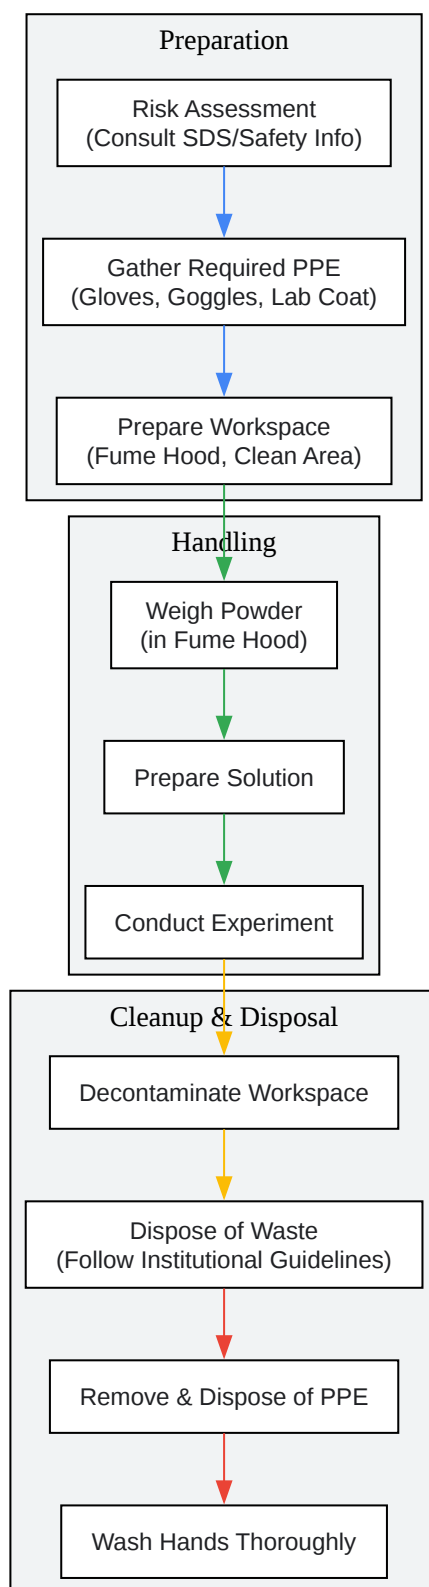 Preparation
Risk Assessment
(Consult SDS/Safety Info)
Gather Required PPE
(Gloves, Goggles, Lab Coat)
Prepare Workspace
(Fume Hood, Clean Area)
Handling
Weigh Powder
(in Fume Hood)
Prepare Solution
Conduct Experiment
Cleanup & Disposal
Decontaminate Workspace
Dispose of Waste
(Follow Institutional Guidelines)
Remove & Dispose of PPE
Wash Hands Thoroughly